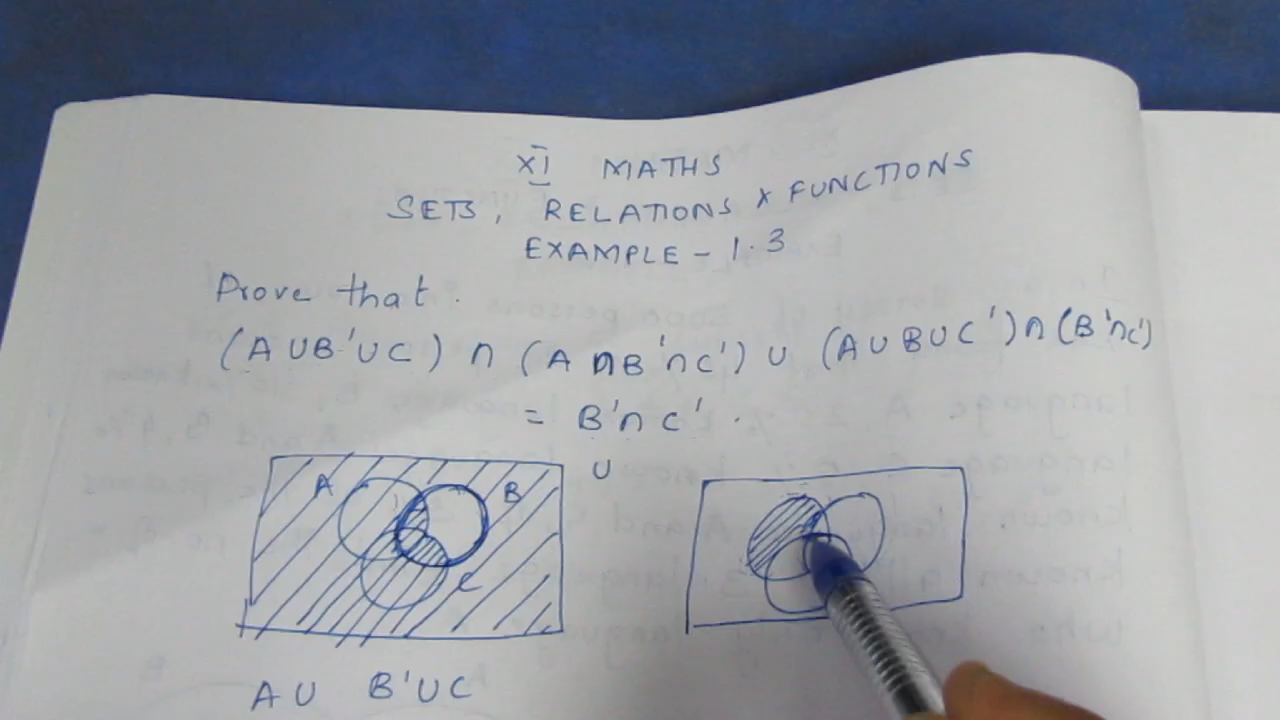 XI MATHS
SETS, RELATIONS & FUNCTIONS
EXAMPLE - 1.3
Prove that.
(A ∪ B' ∪ C) ∩ (A ∩ B' ∩ C') ∪ (A ∪ B ∪ C') ∩ (B' ∩ C')
= B' ∩ C'.
∪
A B
C
A ∪ B' ∪ C